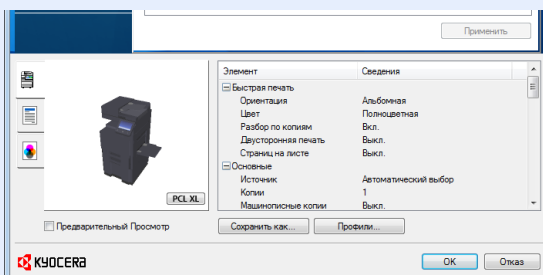 Применить
Элемент Сведения
Быстрая печать
Ориентация Альбомная
Цвет Полноцветная
Разбор по копиям Вкл.
Двусторонняя печать Выкл.
Страниц на листе Выкл.
Основные
Источник Автоматический выбор
Копии 1
Машинописные копии Выкл.
PCL XL
Предварительный Просмотр Сохранить как... Профили...
KYOCERA OK Отказ